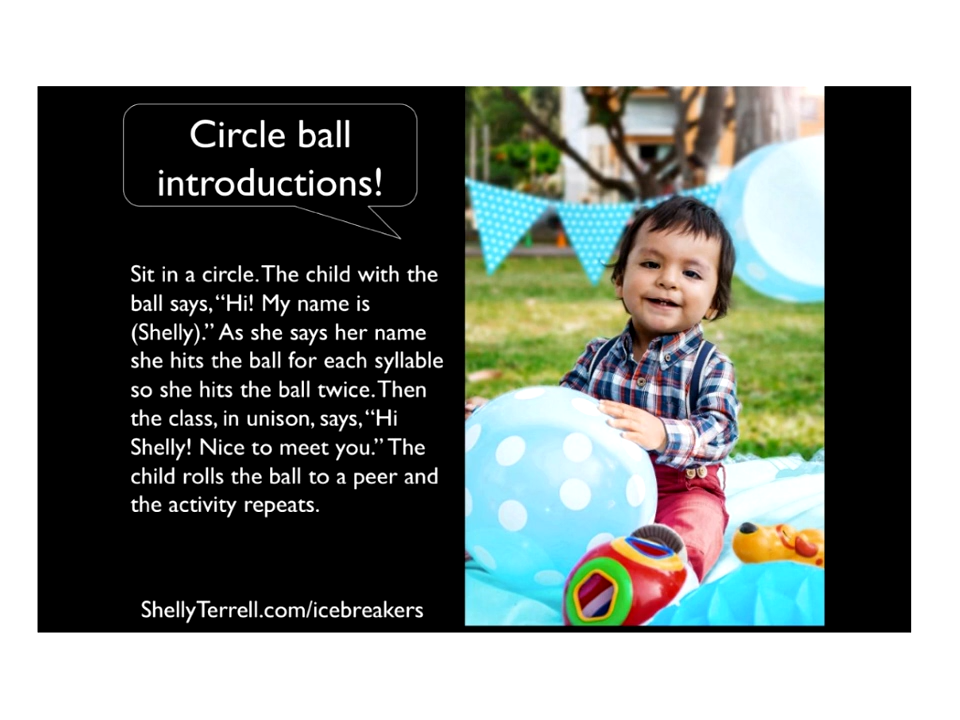 Circle ball
introductions!
Sit in a circle. The child with the
ball says, “Hi! My name is
(Shelly).” As she says her name
she hits the ball for each syllable
so she hits the ball twice. Then
the class, in unison, says, “Hi
Shelly! Nice to meet you.” The
child rolls the ball to a peer and
the activity repeats.
ShellyTerrell.com/icebreakers